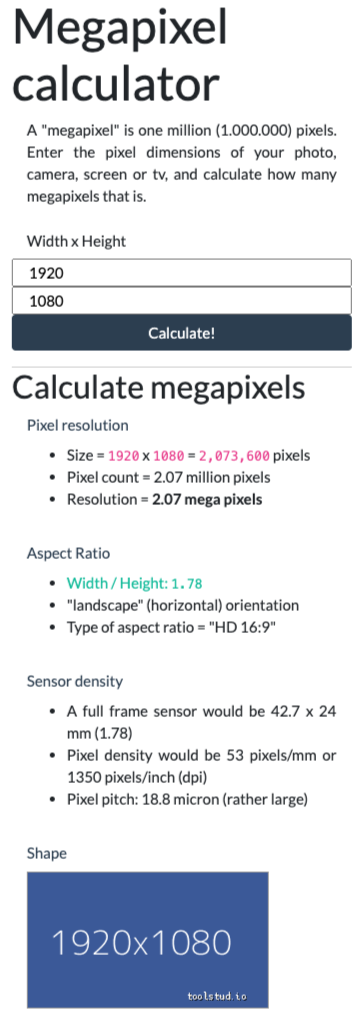 Megapixel
calculator
A "megapixel" is one million (1.000.000) pixels.
Enter the pixel dimensions of your photo,
camera, screen or tv, and calculate how many
megapixels that is.
Width x Height
1920
1080
Calculate!
Calculate megapixels
Pixel resolution
• Size = 1920 x 1080 = 2,073,600 pixels
• Pixel count = 2.07 million pixels
• Resolution = 2.07 mega pixels
Aspect Ratio
• Width / Height: 1.78
• "landscape" (horizontal) orientation
• Type of aspect ratio = "HD 16:9"
Sensor density
• A full frame sensor would be 42.7 x 24
mm (1.78)
• Pixel density would be 53 pixels/mm or
1350 pixels/inch (dpi)
• Pixel pitch: 18.8 micron (rather large)
Shape
1920x1080
toolstud.io